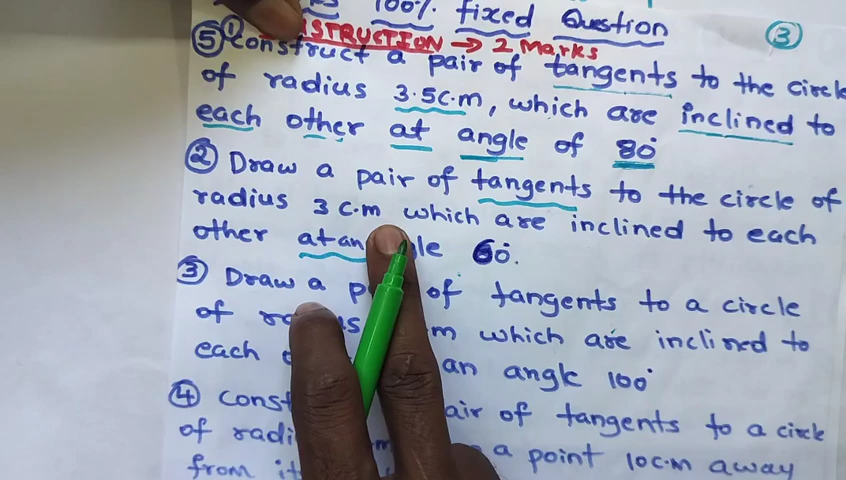 100% fixed Question
③
STRUCTION → 2 Marks
⑤ Construct a pair of tangents to the circle
of radius 3.5c.m, which are inclined to
each other at angle of 80°
② Draw a pair of tangents to the circle of
radius 3 c.m which are inclined to each
other at an le 60°.
③ Draw a of tangents to a circle
of m which are inclined to
each an angle 100°
④ Const air of tangents to a circle
of radi a point 10c.m away
from